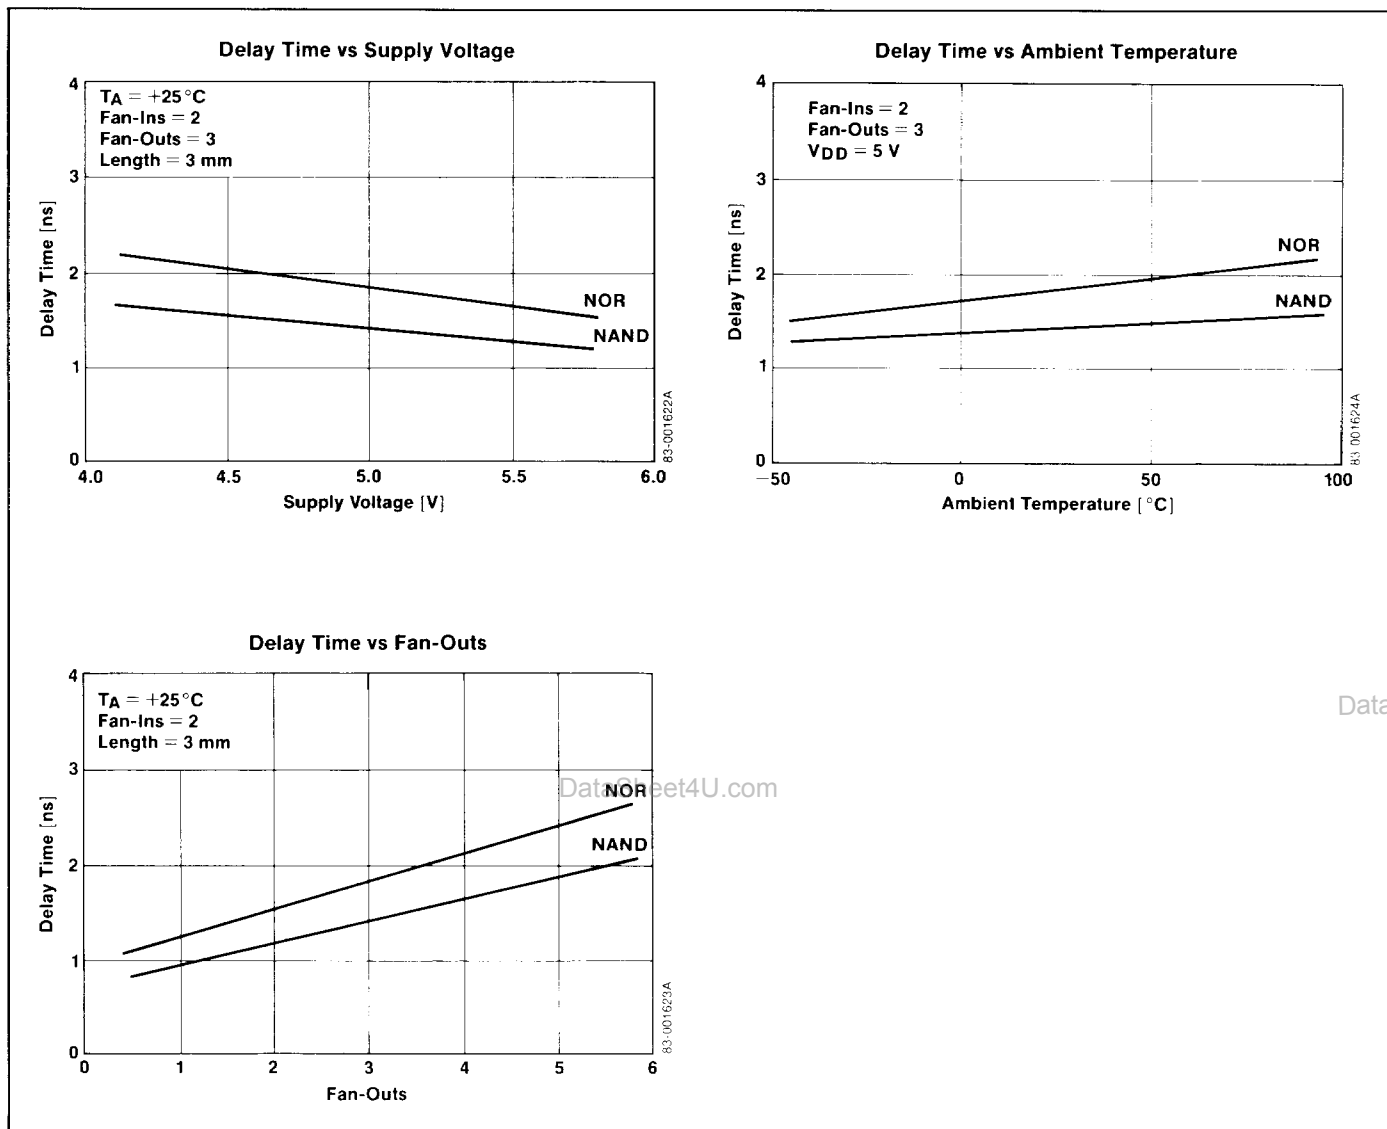 Delay Time vs Supply Voltage
4
3
2
1
0
Delay Time [ns]
TA = +25°C
Fan-Ins = 2
Fan-Outs = 3
Length = 3 mm
NOR
NAND
4.0 4.5 5.0 5.5 6.0
Supply Voltage [V]
83-001622A
Delay Time vs Ambient Temperature
4
3
2
1
0
Delay Time [ns]
Fan-Ins = 2
Fan-Outs = 3
VDD = 5 V
NOR
NAND
−50 0 50 100
Ambient Temperature [°C]
83-001624A
Delay Time vs Fan-Outs
4
3
2
1
0
Delay Time [ns]
TA = +25°C
Fan-Ins = 2
Length = 3 mm
NOR
NAND
0 1 2 3 4 5 6
Fan-Outs
83-001623A
DataSheet4U.com
Data